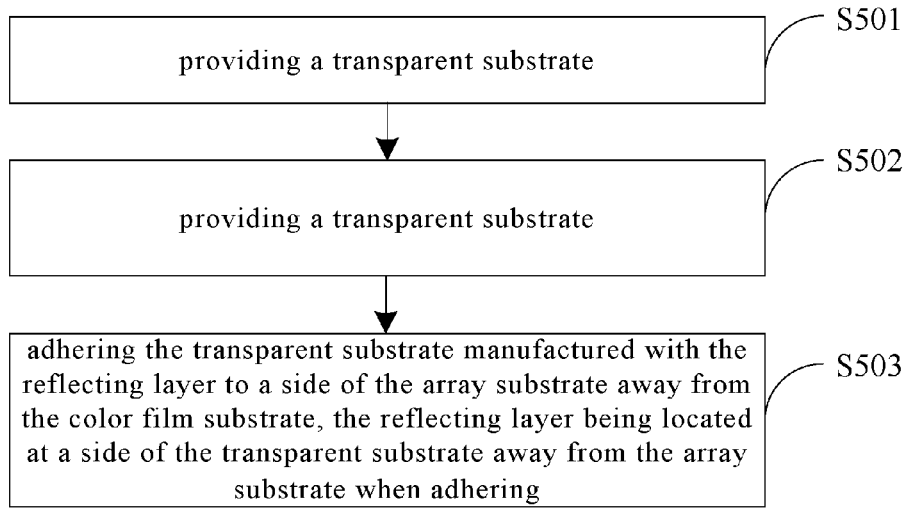 S501
providing a transparent substrate
S502
providing a transparent substrate
S503
adhering the transparent substrate manufactured with the
reflecting layer to a side of the array substrate away from
the color film substrate, the reflecting layer being located
at a side of the transparent substrate away from the array
substrate when adhering